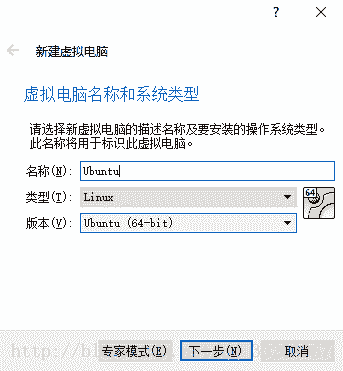 ?
新建虚拟电脑
虚拟电脑名称和系统类型
请选择新虚拟电脑的描述名称及要安装的操作系统类型。
此名称将用于标识此虚拟电脑。
名称(N): Ubuntu
类型(T): Linux
64
版本(V): Ubuntu (64-bit)
http://bl
专家模式(E) 下一步(N) 取消